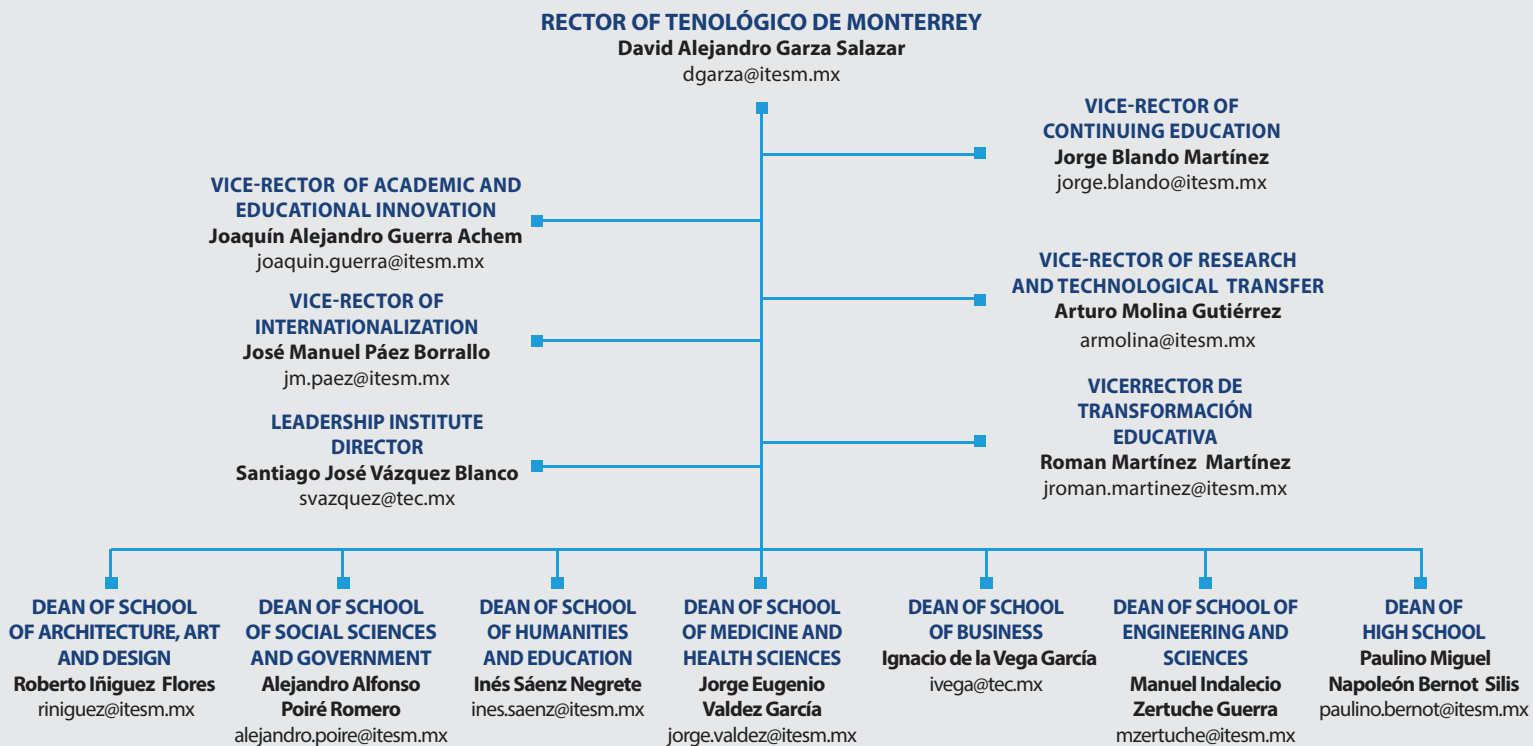 RECTOR OF TENOLÓGICO DE MONTERREY
David Alejandro Garza Salazar
dgarza@itesm.mx
VICE-RECTOR OF
CONTINUING EDUCATION
Jorge Blando Martínez
jorge.blando@itesm.mx
VICE-RECTOR OF ACADEMIC AND
EDUCATIONAL INNOVATION
Joaquín Alejandro Guerra Achem
joaquin.guerra@itesm.mx
VICE-RECTOR OF RESEARCH
AND TECHNOLOGICAL TRANSFER
Arturo Molina Gutiérrez
armolina@itesm.mx
VICE-RECTOR OF
INTERNATIONALIZATION
José Manuel Páez Borrallo
jm.paez@itesm.mx
VICERRECTOR DE
TRANSFORMACIÓN
EDUCATIVA
Roman Martínez Martínez
jroman.martinez@itesm.mx
LEADERSHIP INSTITUTE
DIRECTOR
Santiago José Vázquez Blanco
svazquez@tec.mx
DEAN OF SCHOOL
OF ARCHITECTURE, ART
AND DESIGN
Roberto Iñiguez Flores
riniguez@itesm.mx
DEAN OF SCHOOL
OF SOCIAL SCIENCES
AND GOVERNMENT
Alejandro Alfonso
Poiré Romero
alejandro.poire@itesm.mx
DEAN OF SCHOOL
OF HUMANITIES
AND EDUCATION
Inés Sáenz Negrete
ines.saenz@itesm.mx
DEAN OF SCHOOL
OF MEDICINE AND
HEALTH SCIENCES
Jorge Eugenio
Valdez García
jorge.valdez@itesm.mx
DEAN OF SCHOOL
OF BUSINESS
Ignacio de la Vega García
ivega@tec.mx
DEAN OF SCHOOL OF
ENGINEERING AND
SCIENCES
Manuel Indalecio
Zertuche Guerra
mzertuche@itesm.mx
DEAN OF
HIGH SCHOOL
Paulino Miguel
Napoleón Bernot Silis
paulino.bernot@itesm.mx